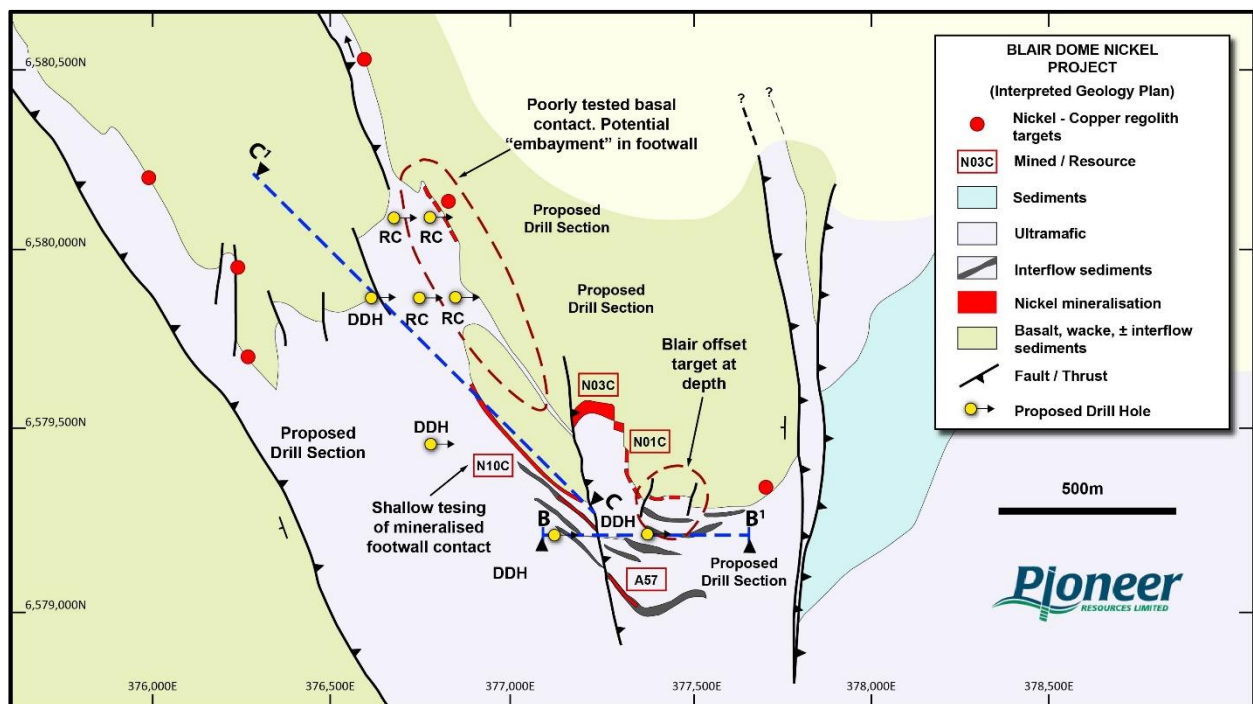 6,580,500N
6,580,000N
6,579,500N
6,579,000N
376,000E
376,500E
377,000E
377,500E
378,000E
378,500E
C¹
Poorly tested basal
contact. Potential
“embayment” in footwall
?
?
RC
RC
Proposed
Drill Section
DDH
RC
RC
Proposed
Drill Section
Blair offset
target at
depth
N03C
N01C
Proposed
Drill Section
DDH
N10C
Shallow tesing
of mineralised
footwall contact
C
B
DDH
B¹
DDH
Proposed
Drill Section
A57
BLAIR DOME NICKEL
PROJECT
(Interpreted Geology Plan)
Nickel - Copper regolith
targets
N03C
Mined / Resource
Sediments
Ultramafic
Interflow sediments
Nickel mineralisation
Basalt, wacke, ± interflow
sediments
Fault / Thrust
Proposed Drill Hole
500m
Pioneer
RESOURCES LIMITED